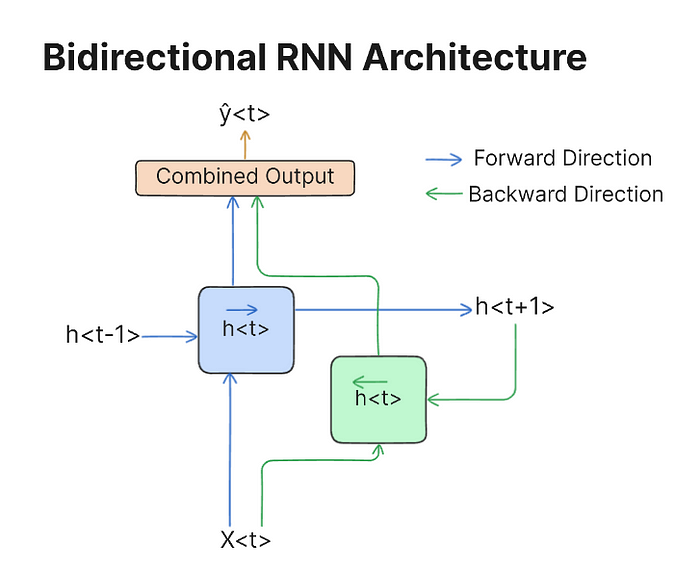 Bidirectional RNN Architecture
ŷ<t>
Combined Output
Forward Direction
Backward Direction
h<t-1>
h<t>
h<t+1>
h<t>
X<t>